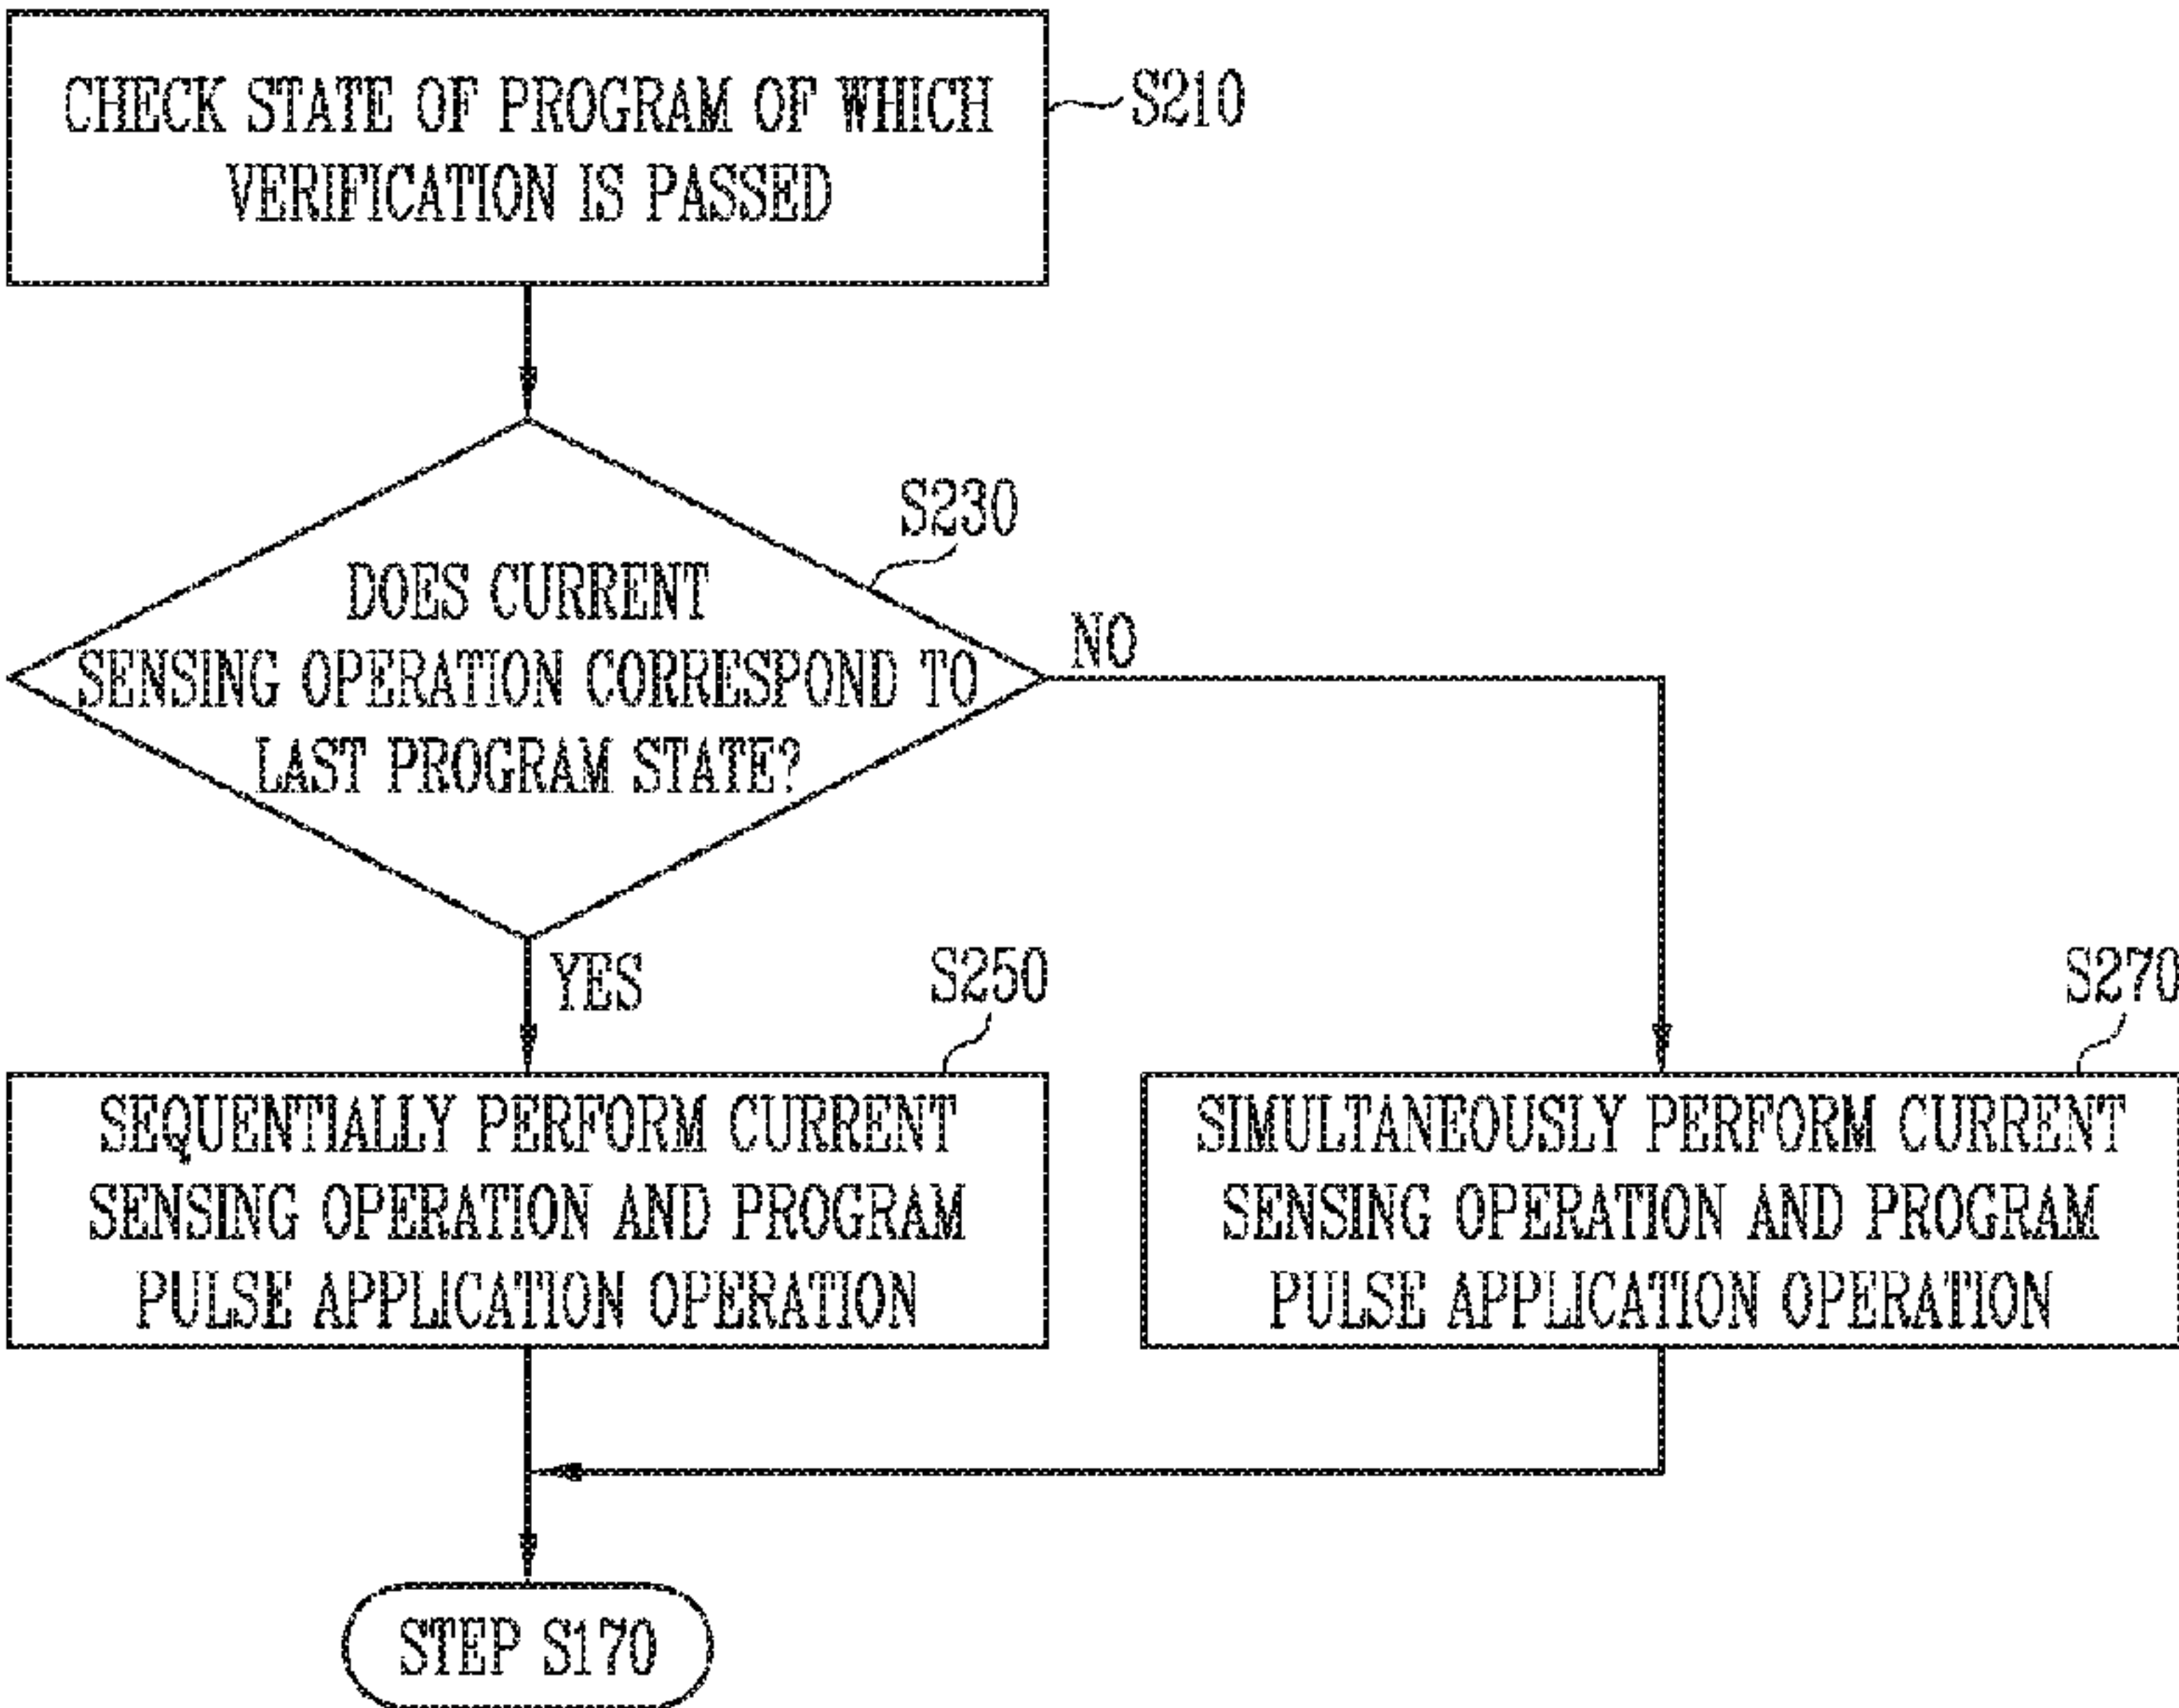 CHECK STATE OF PROGRAM OF WHICH
VERIFICATION IS PASSED
S210
S230
DOES CURRENT
SENSING OPERATION CORRESPOND TO
LAST PROGRAM STATE?
NO
YES
S250
SEQUENTIALLY PERFORM CURRENT
SENSING OPERATION AND PROGRAM
PULSE APPLICATION OPERATION
S270
SIMULTANEOUSLY PERFORM CURRENT
SENSING OPERATION AND PROGRAM
PULSE APPLICATION OPERATION
STEP S170